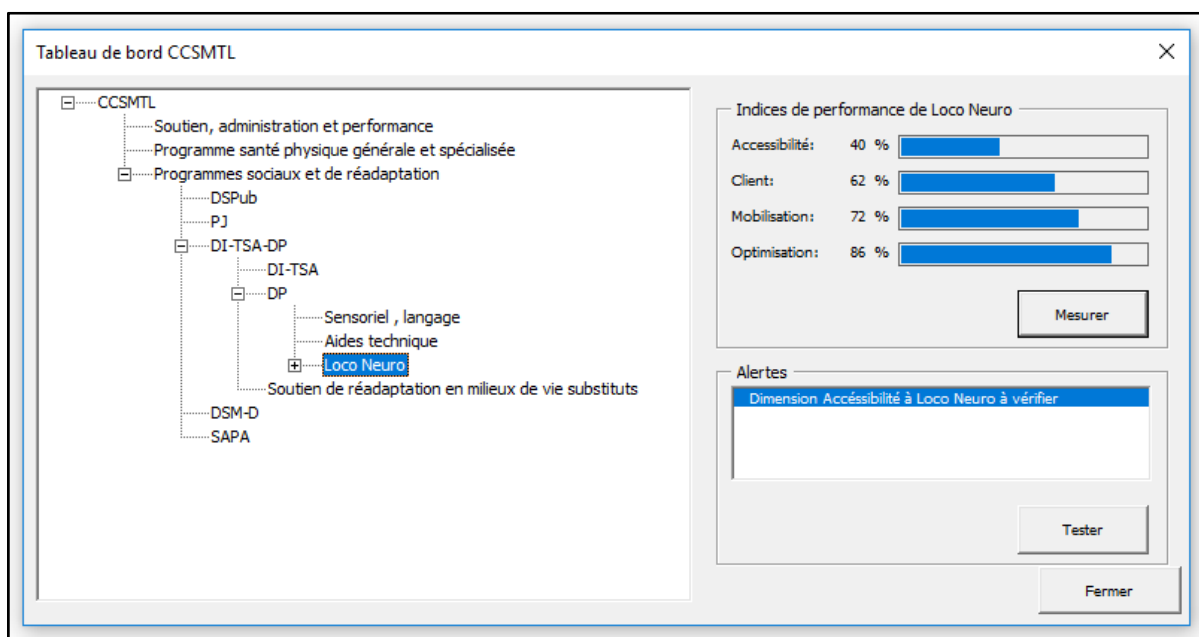 Tableau de bord CCSMTL
CCSMTL
Soutien, administration et performance
Programme santé physique générale et spécialisée
Programmes sociaux et de réadaptation
DSPub
PJ
DI-TSA-DP
DI-TSA
DP
Sensoriel , langage
Aides technique
Loco Neuro
Soutien de réadaptation en milieux de vie substituts
DSM-D
SAPA
Indices de performance de Loco Neuro
Accessibilité: 40 %
Client: 62 %
Mobilisation: 72 %
Optimisation: 86 %
Mesurer
Alertes
Dimension Accéssibilité à Loco Neuro à vérifier
Tester
Fermer